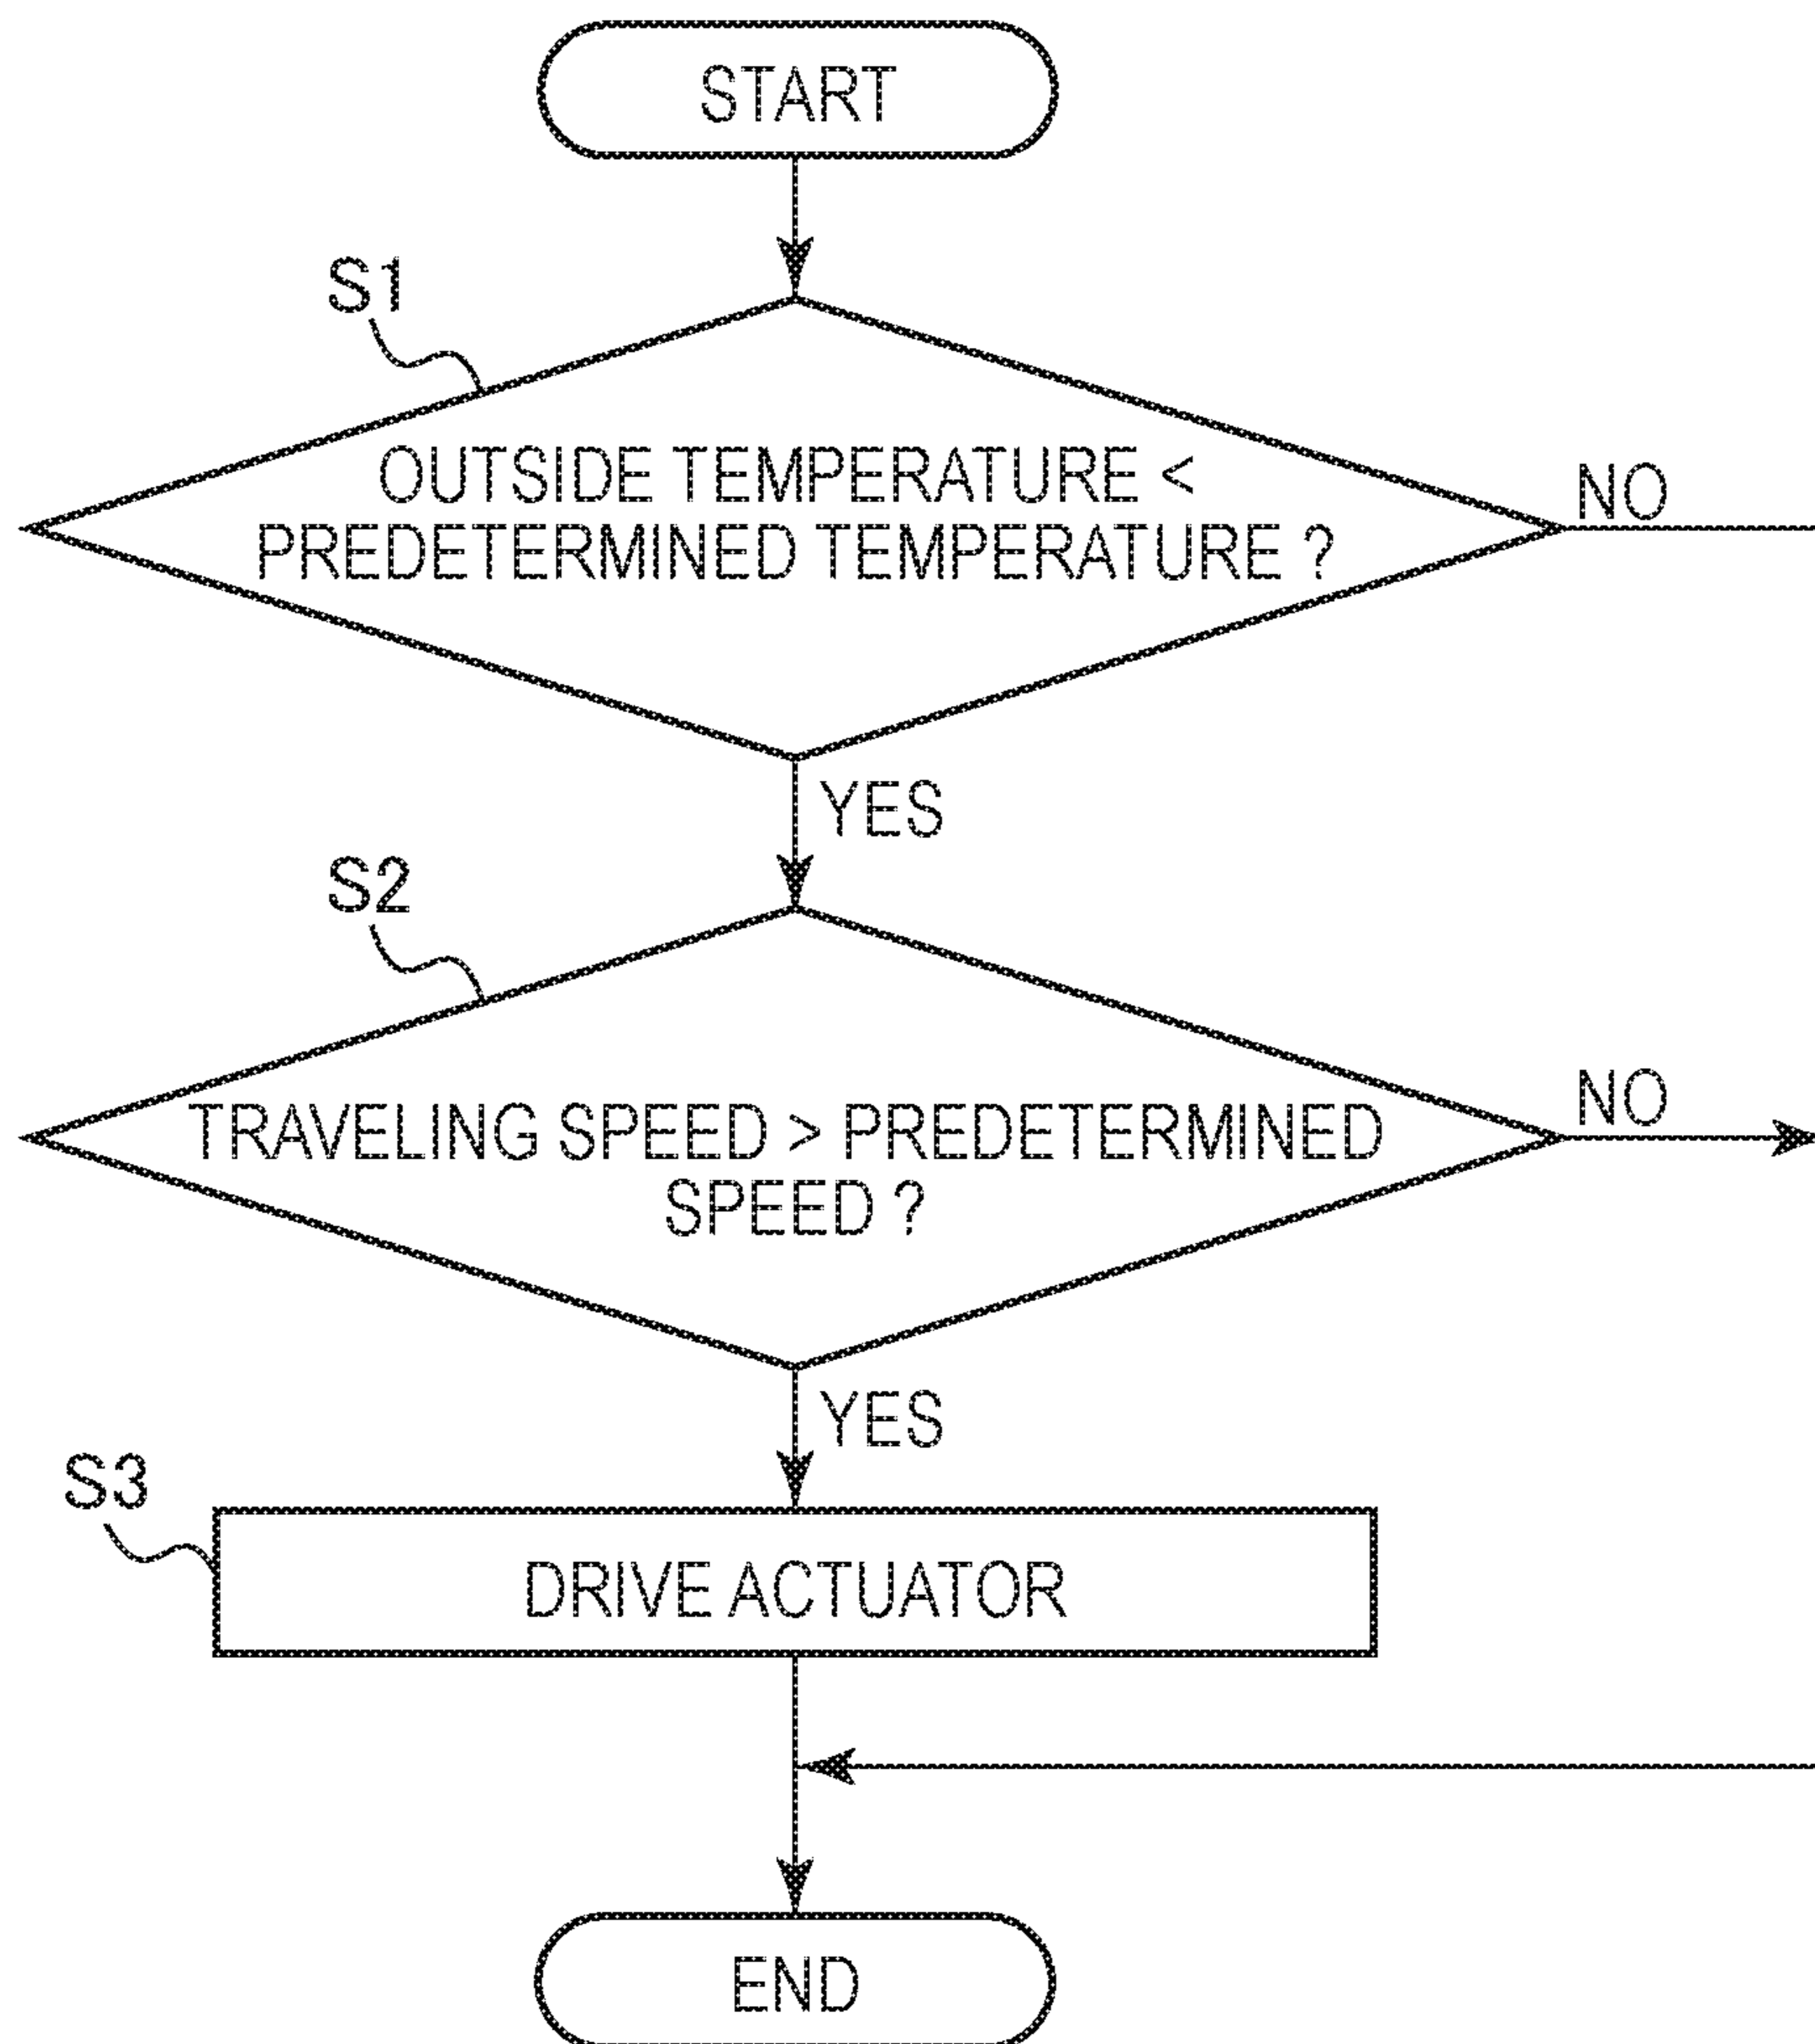 START
S1
OUTSIDE TEMPERATURE <
PREDETERMINED TEMPERATURE ?
NO
YES
S2
TRAVELING SPEED > PREDETERMINED
SPEED ?
NO
YES
S3
DRIVE ACTUATOR
END